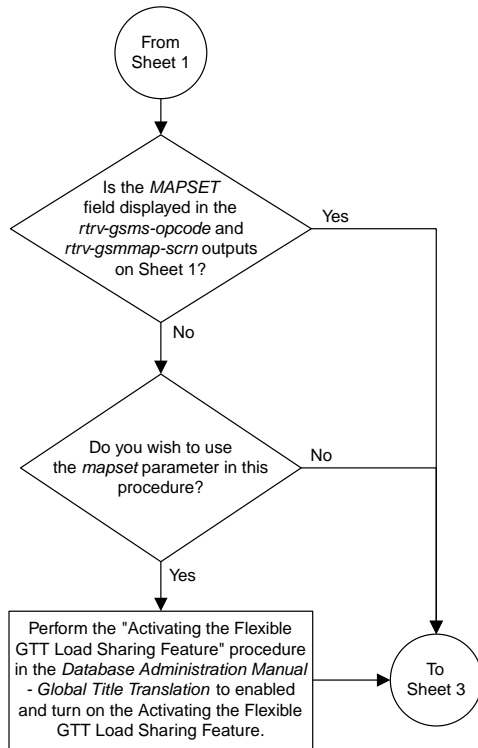 From
Sheet 1
Is the MAPSET
field displayed in the
rtrv-gsms-opcode and
rtrv-gsmmap-scrn outputs
on Sheet 1?
Yes
No
Do you wish to use
the mapset parameter in this
procedure?
No
Yes
Perform the "Activating the Flexible
GTT Load Sharing Feature" procedure
in the Database Administration Manual
- Global Title Translation to enabled
and turn on the Activating the Flexible
GTT Load Sharing Feature.
To
Sheet 3